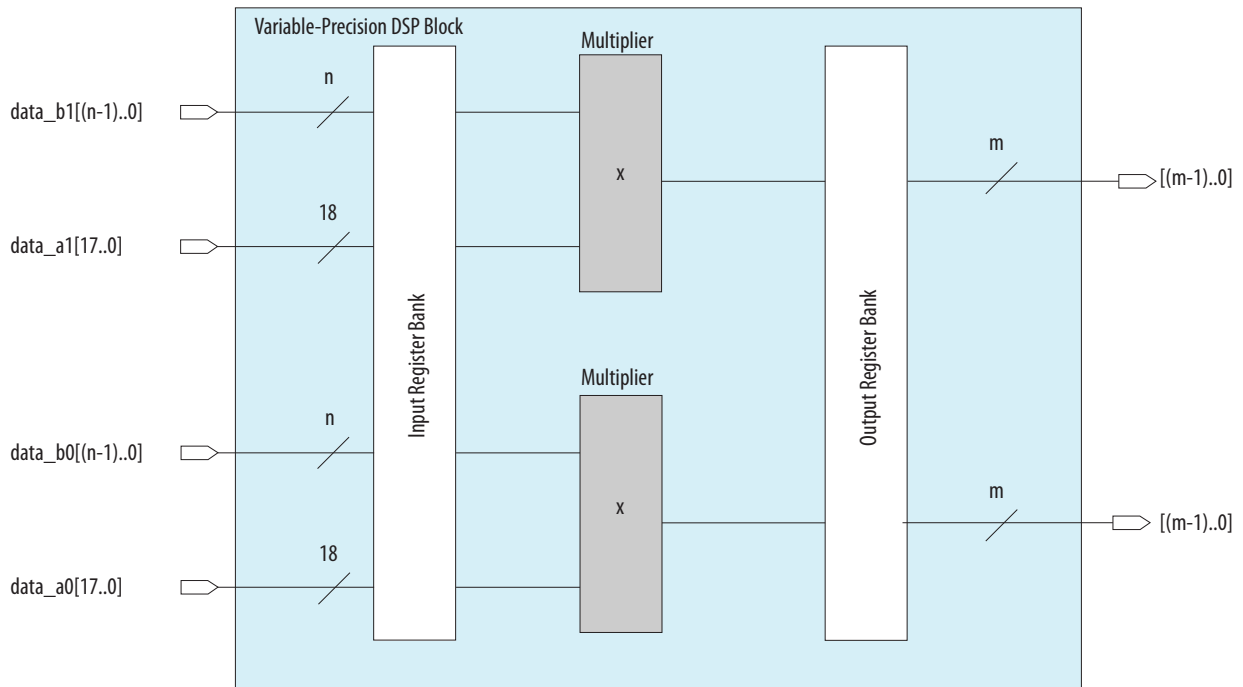 Variable-Precision DSP Block
Multiplier
n
data_b1[(n-1)..0]
m
x
[(m-1)..0]
18
data_a1[17..0]
Input Register Bank
Output Register Bank
Multiplier
n
data_b0[(n-1)..0]
m
x
[(m-1)..0]
18
data_a0[17..0]